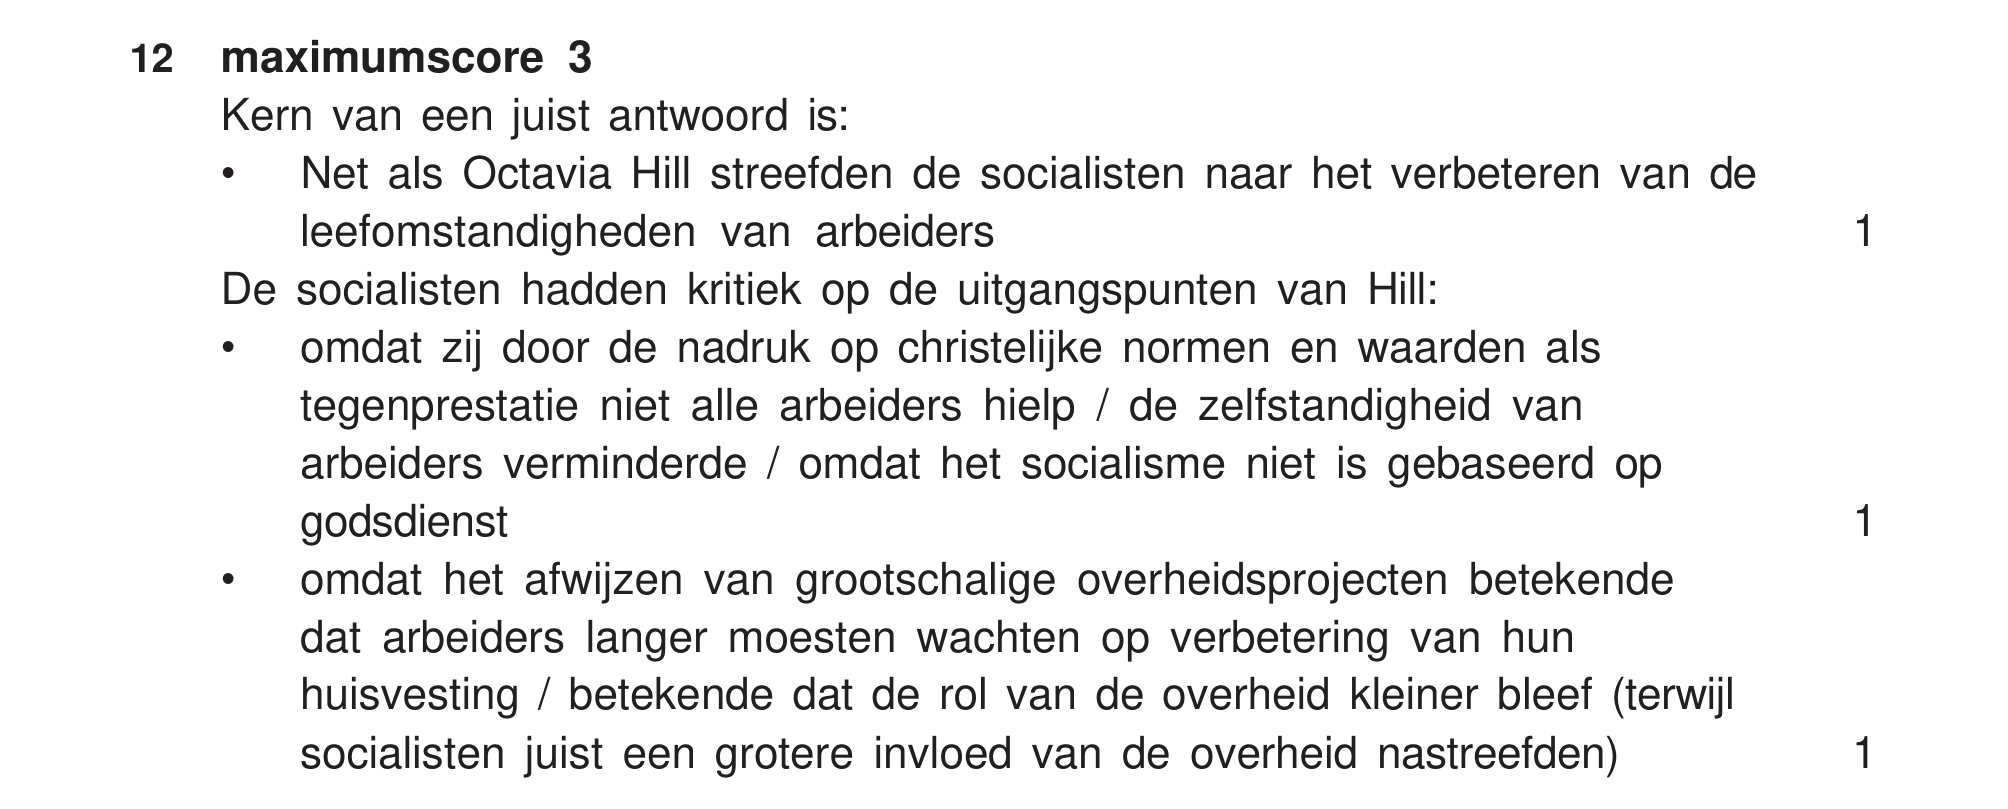 12 maximumscore 3
Kern van een juist antwoord is:
• Net als Octavia Hill streefden de socialisten naar het verbeteren van de
leefomstandigheden van arbeiders 1
De socialisten hadden kritiek op de uitgangspunten van Hill:
• omdat zij door de nadruk op christelijke normen en waarden als
tegenprestatie niet alle arbeiders hielp / de zelfstandigheid van
arbeiders verminderde / omdat het socialisme niet is gebaseerd op
godsdienst 1
• omdat het afwijzen van grootschalige overheidsprojecten betekende
dat arbeiders langer moesten wachten op verbetering van hun
huisvesting / betekende dat de rol van de overheid kleiner bleef (terwijl
socialisten juist een grotere invloed van de overheid nastreefden) 1